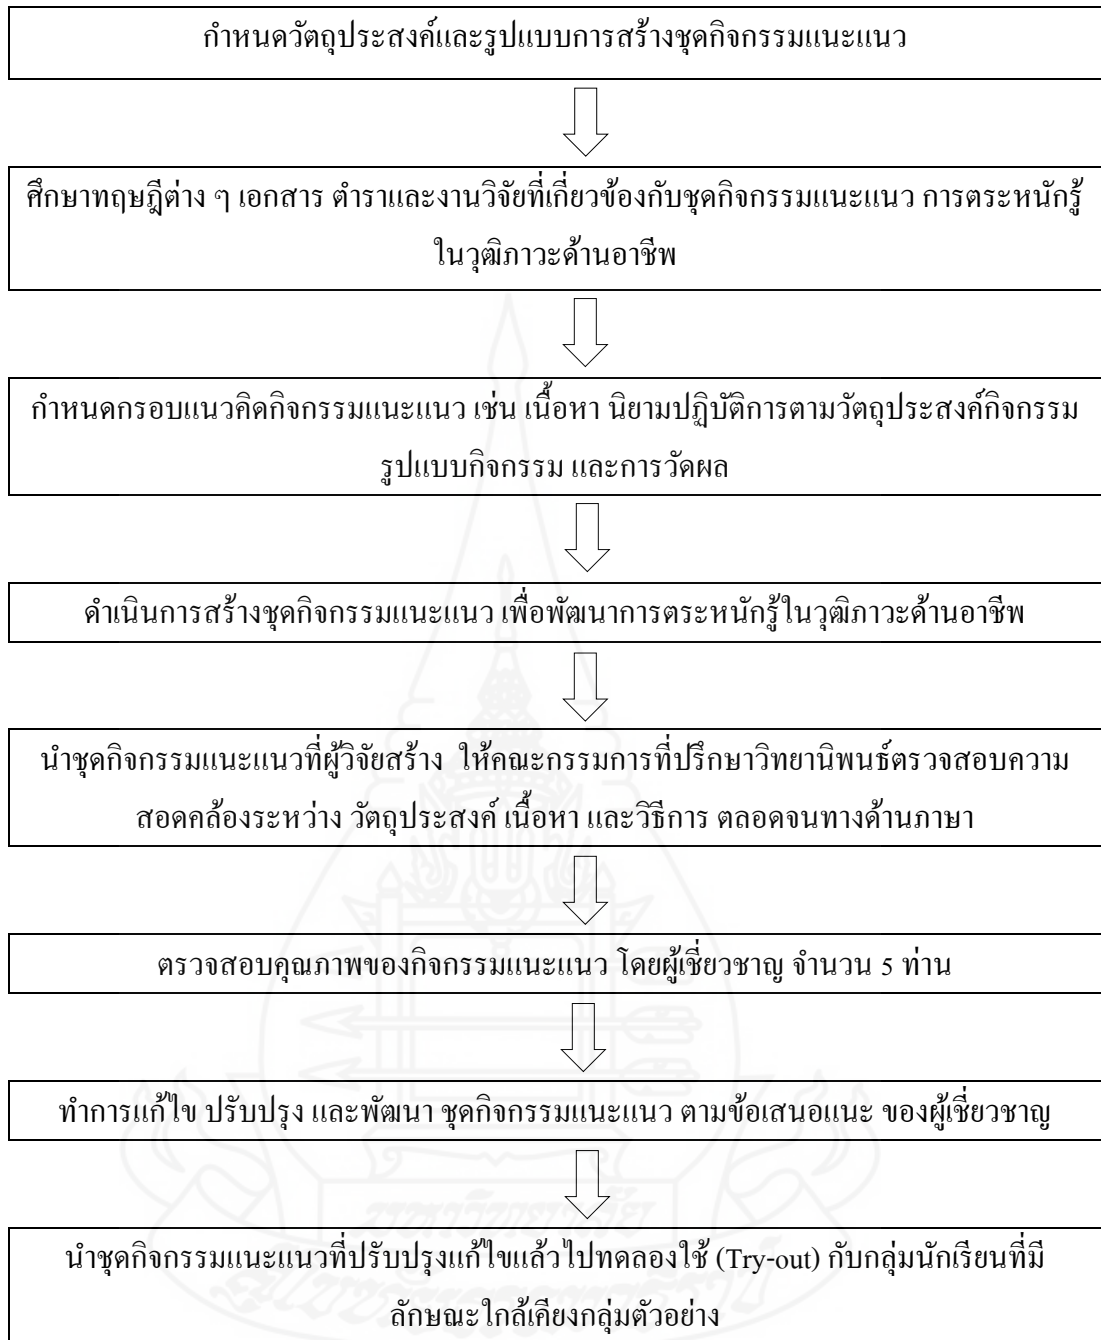 กำหนดวัตถุประสงค์และรูปแบบการสร้างชุดกิจกรรมแนะแนว
ศึกษาทฤษฎีต่าง ๆ เอกสาร ตำราและงานวิจัยที่เกี่ยวข้องกับชุดกิจกรรมแนะแนว การตระหนักรู้
ในวุฒิภาวะด้านอาชีพ
กำหนดกรอบแนวคิดกิจกรรมแนะแนว เช่น เนื้อหา นิยามปฏิบัติการตามวัตถุประสงค์กิจกรรม
รูปแบบกิจกรรม และการวัดผล
ดำเนินการสร้างชุดกิจกรรมแนะแนว เพื่อพัฒนาการตระหนักรู้ในวุฒิภาวะด้านอาชีพ
นำชุดกิจกรรมแนะแนวที่ผู้วิจัยสร้าง ให้คณะกรรมการที่ปรึกษาวิทยานิพนธ์ตรวจสอบความ
สอดคล้องระหว่าง วัตถุประสงค์ เนื้อหา และวิธีการ ตลอดจนทางด้านภาษา
ตรวจสอบคุณภาพของกิจกรรมแนะแนว โดยผู้เชี่ยวชาญ จำนวน 5 ท่าน
ทำการแก้ไข ปรับปรุง และพัฒนา ชุดกิจกรรมแนะแนว ตามข้อเสนอแนะ ของผู้เชี่ยวชาญ
มหาวิทยาลัย
นำชุดกิจกรรมแนะแนวที่ปรับปรุงแก้ไขแล้วไปทดลองใช้ (Try-out) กับกลุ่มนักเรียนที่มี
สุโขทัยธรรมาธิราช
ลักษณะใกล้เคียงกลุ่มตัวอย่าง